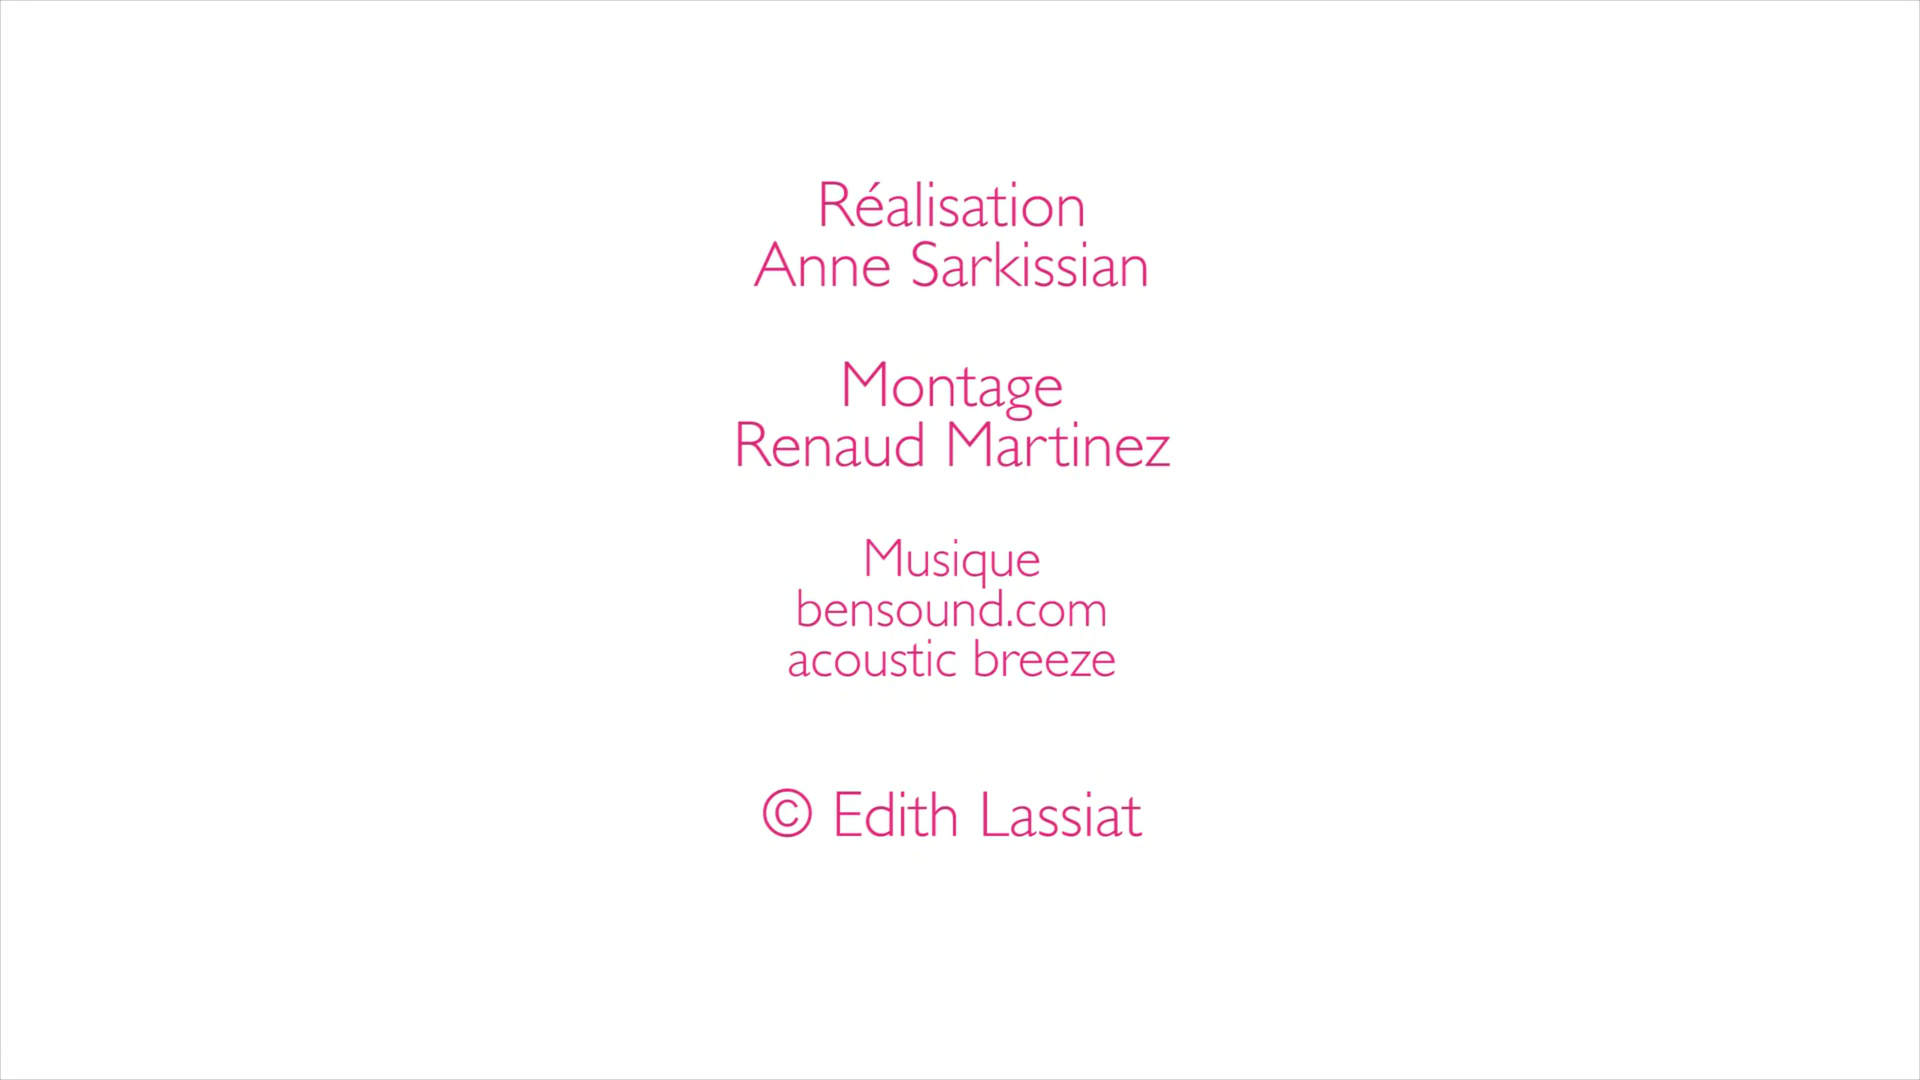 Réalisation
Anne Sarkissian
Montage
Renaud Martinez
Musique
bensound.com
acoustic breeze
© Edith Lassiat